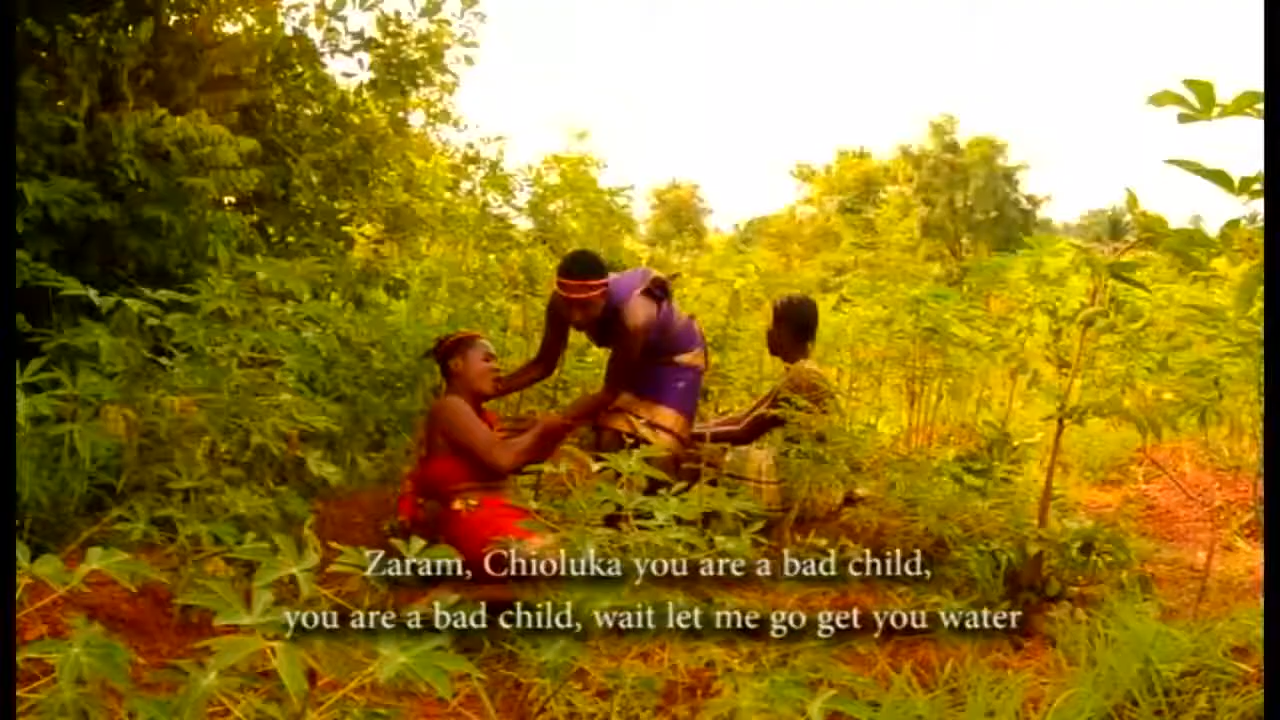 Zaram, Chioluka you are a bad child,
you are a bad child, wait let me go get you water